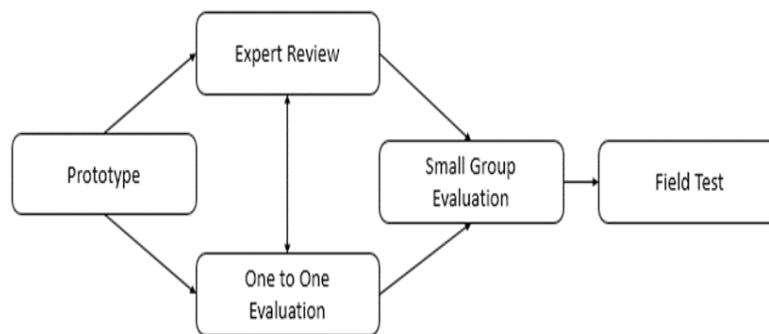 Expert Review
Prototype
Small Group
Evaluation
Field Test
One to One
Evaluation